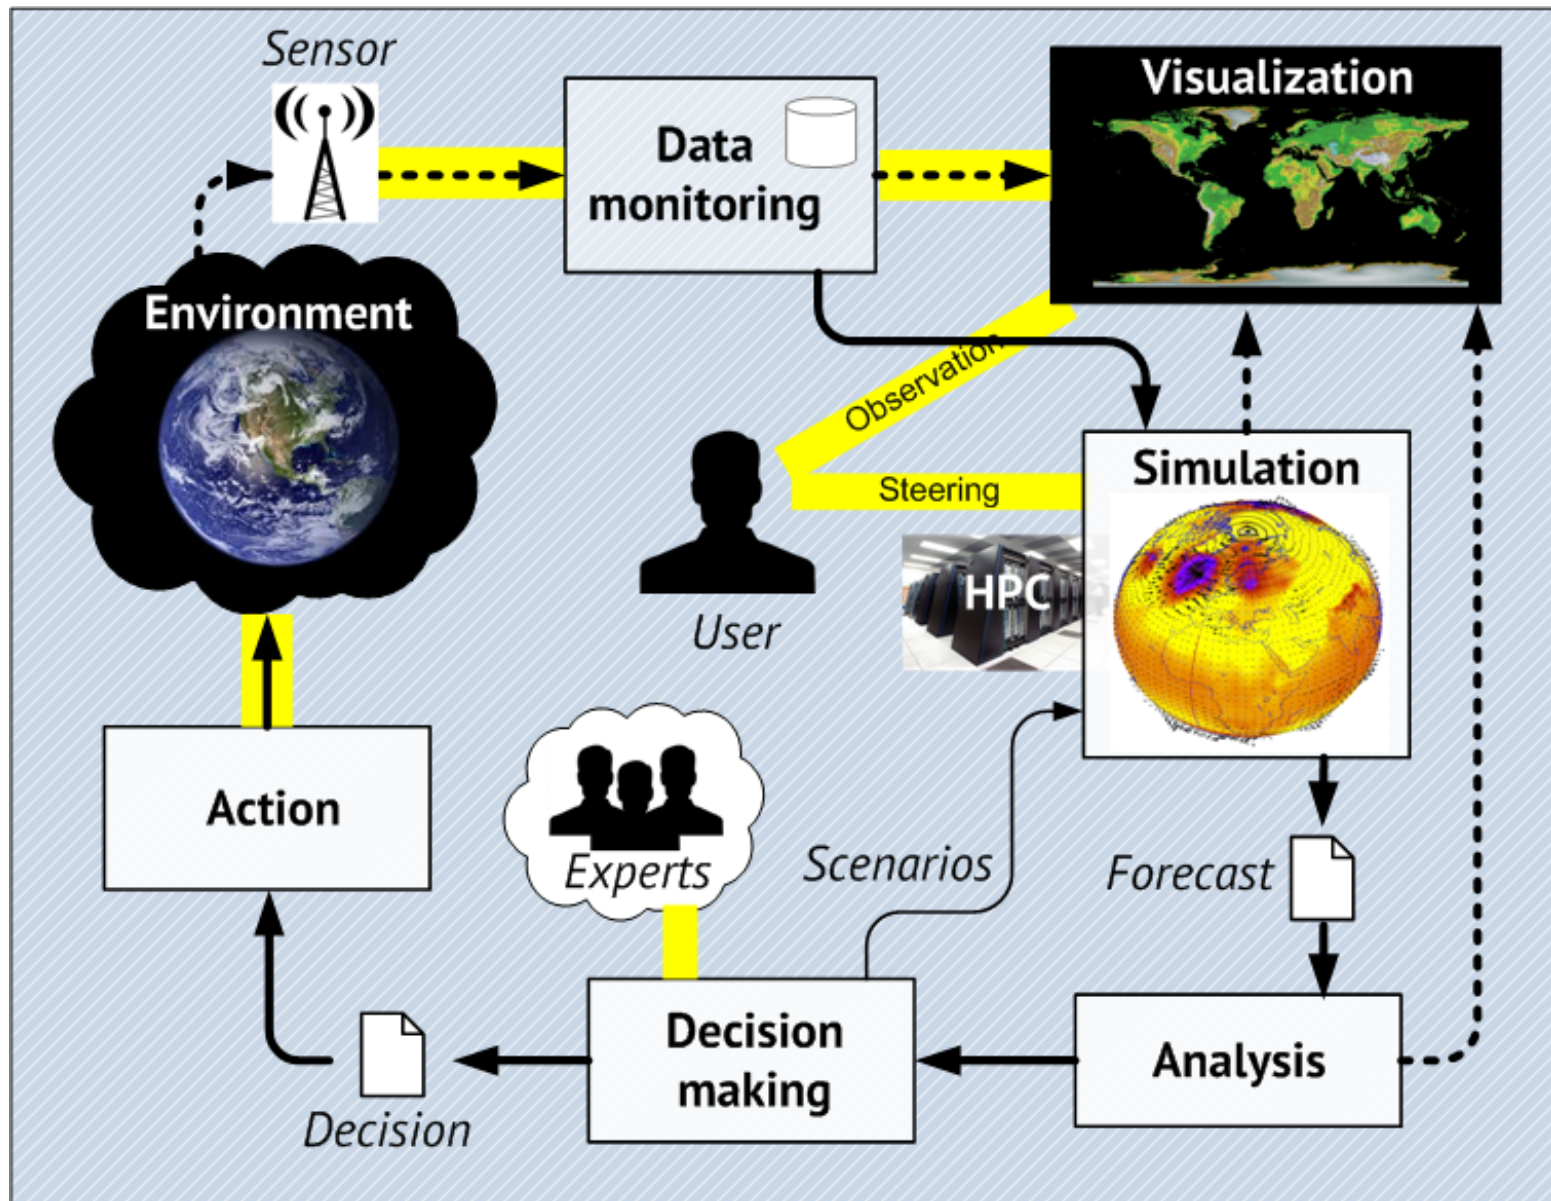 Sensor
Data
monitoring
Visualization
Environment
Observation
Steering
Simulation
HPC
User
Action
Experts
Scenarios
Forecast
Decision
making
Analysis
Decision